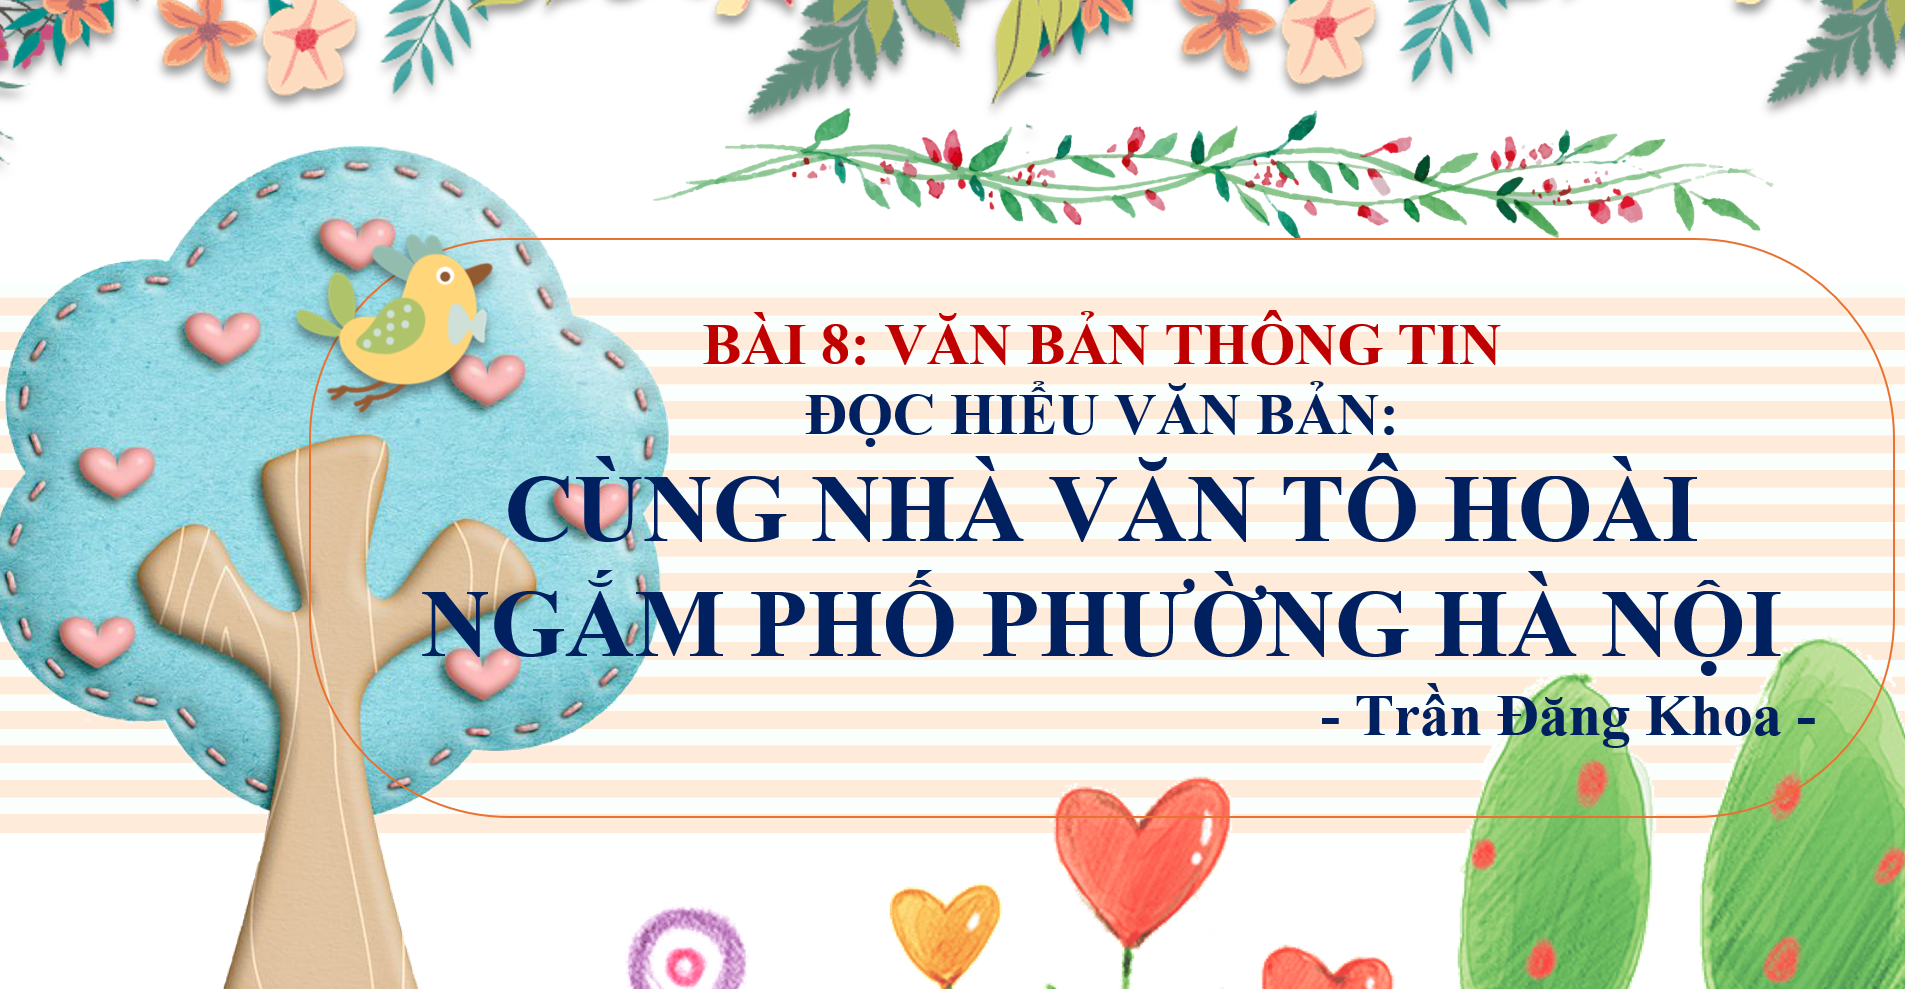 BÀI 8: VĂN BẢN THÔNG TIN
ĐỌC HIỂU VĂN BẢN:
CÙNG NHÀ VĂN TÔ HOÀI
NGẮM PHỐ PHƯỜNG HÀ NỘI
- Trần Đăng Khoa -